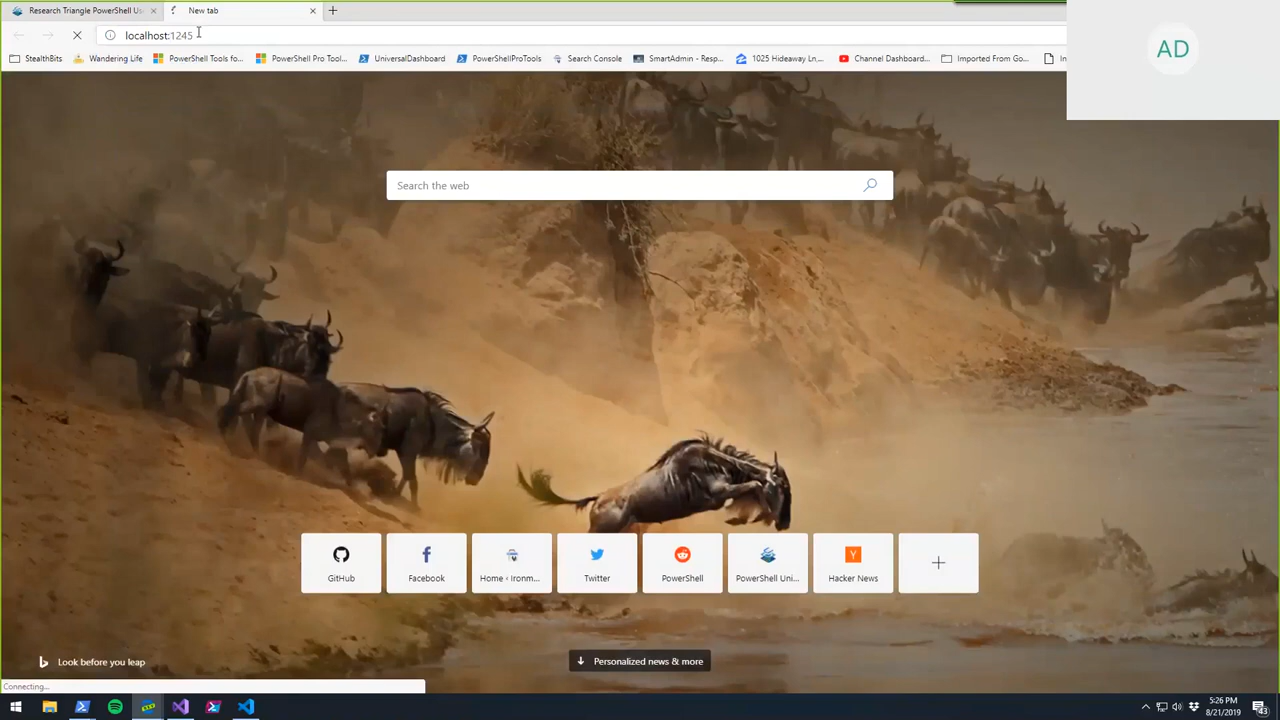 Research Triangle PowerShell Us
New tab
localhost:1245
StealthBits
Wandering Life
PowerShell Tools fo...
PowerShell Pro Tool...
UniversalDashboard
PowerShellProTools
Search Console
SmartAdmin - Resp...
1025 Hideaway Ln,...
Channel Dashboard...
Imported From Go...
AD
Search the web
GitHub
Facebook
Home · Ironm...
Twitter
PowerShell
PowerShell Uni...
Hacker News
Look before you leap
Personalized news & more
Connecting...
5:26 PM
8/21/2019
43